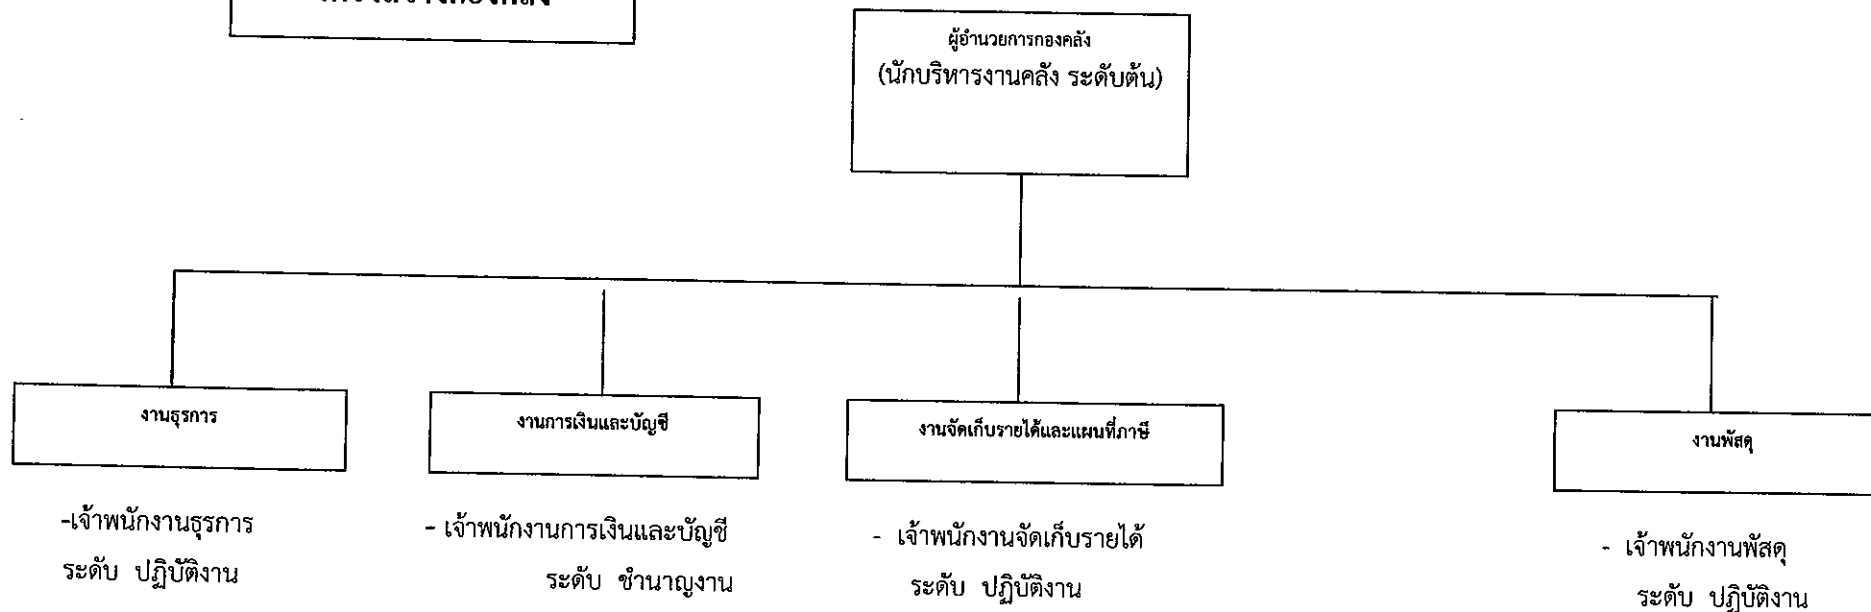 ผู้อำนวยการกองคลัง
(นักบริหารงานคลัง ระดับต้น)
งานธุรการ
งานการเงินและบัญชี
งานจัดเก็บรายได้และแผนที่ภาษี
งานพัสดุ
-เจ้าพนักงานธุรการ
ระดับ ปฏิบัติงาน
- เจ้าพนักงานการเงินและบัญชี
ระดับ ชำนาญงาน
- เจ้าพนักงานจัดเก็บรายได้
ระดับ ปฏิบัติงาน
- เจ้าพนักงานพัสดุ
ระดับ ปฏิบัติงาน